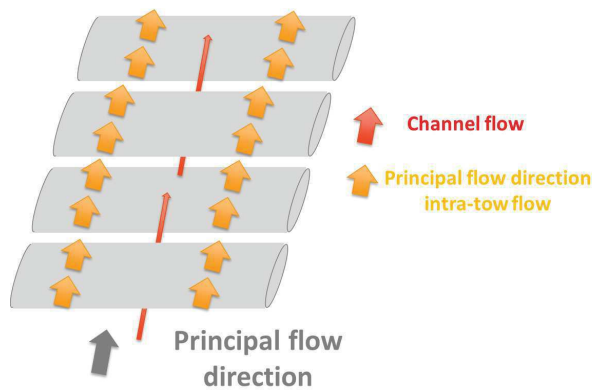 Channel flow
Principal flow direction
intra-tow flow
Principal flow
direction